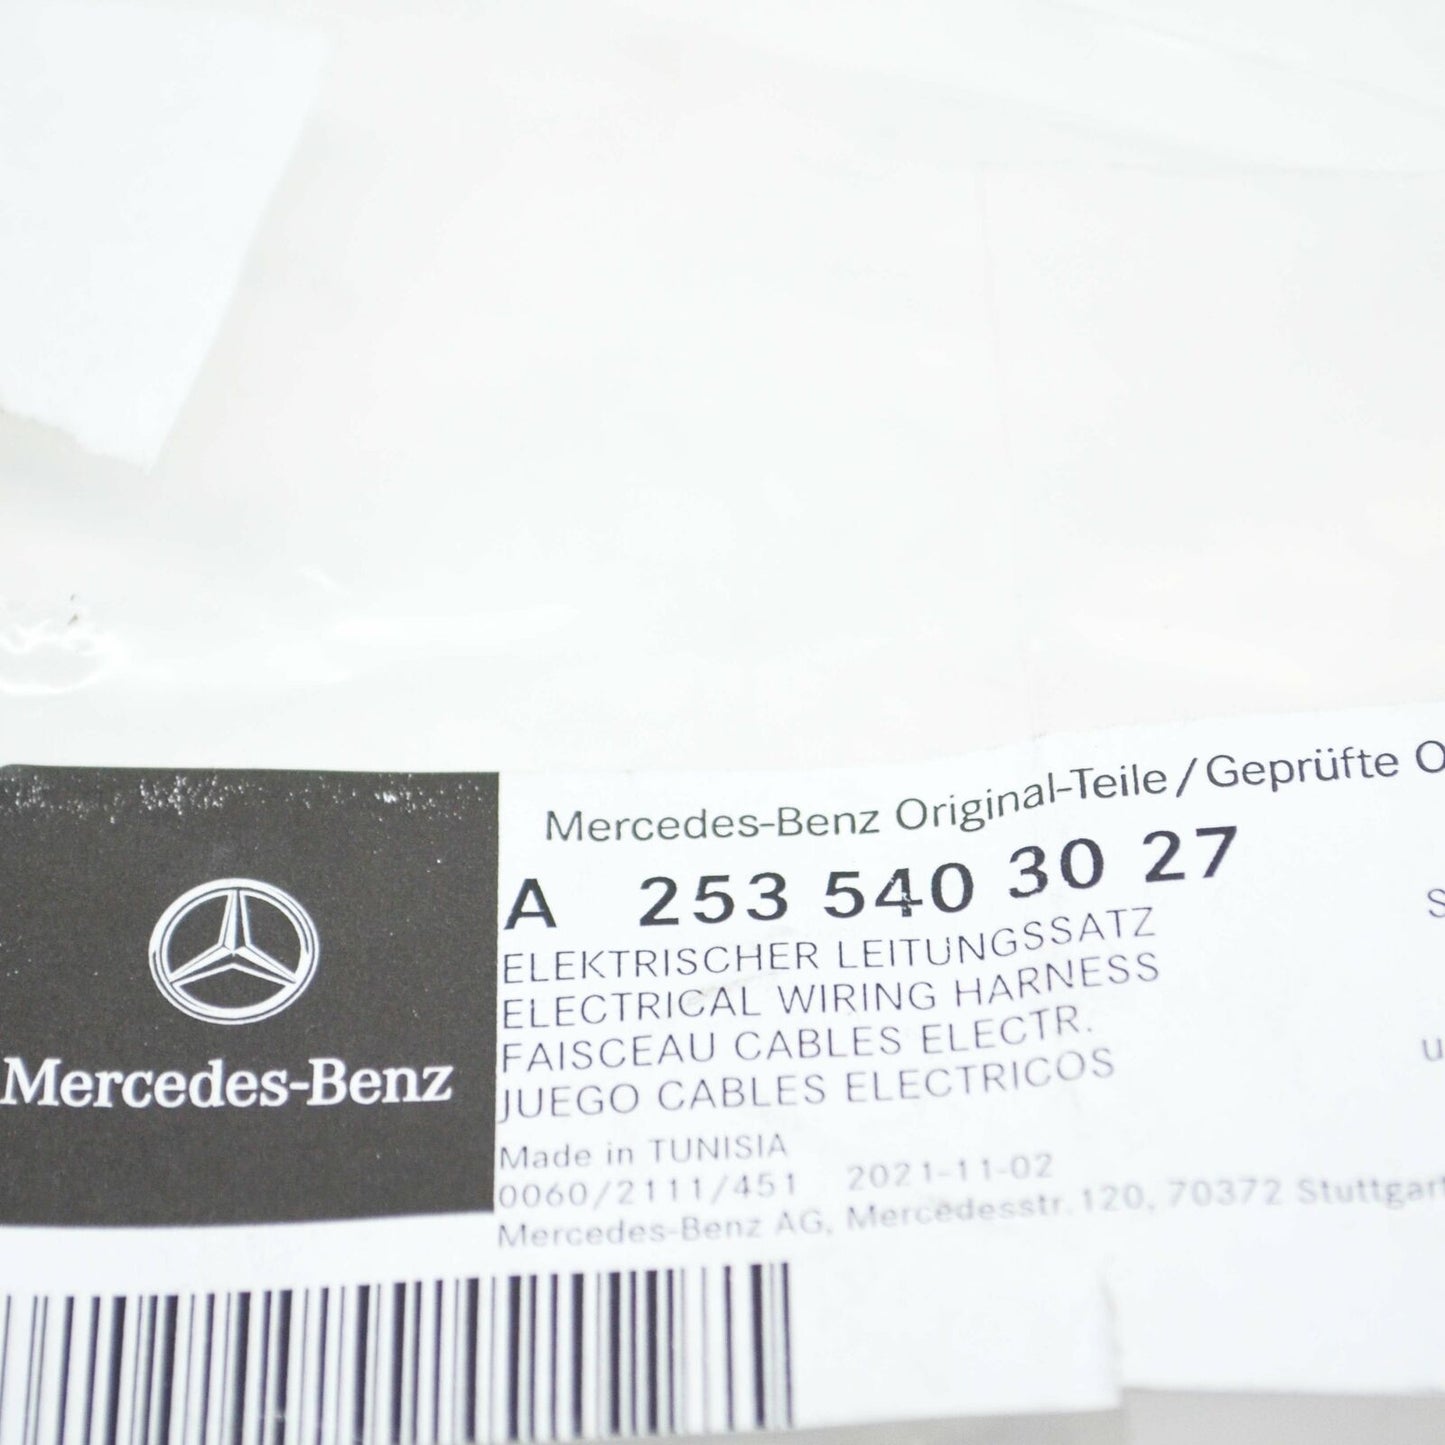 Mercedes-Benz
Mercedes-Benz Original-Teile/Geprüfte
A 253 540 30 27
ELEKTRISCHER LEITUNGSSATZ
ELECTRICAL WIRING HARNESS
FAISCEAU CABLES ELECTR.
JUEGO CABLES ELECTRICOS
Made in TUNISIA
0060/2111/451 2021-11-02
Mercedes-Benz AG, Mercedesstr. 120, 70372 Stuttgart